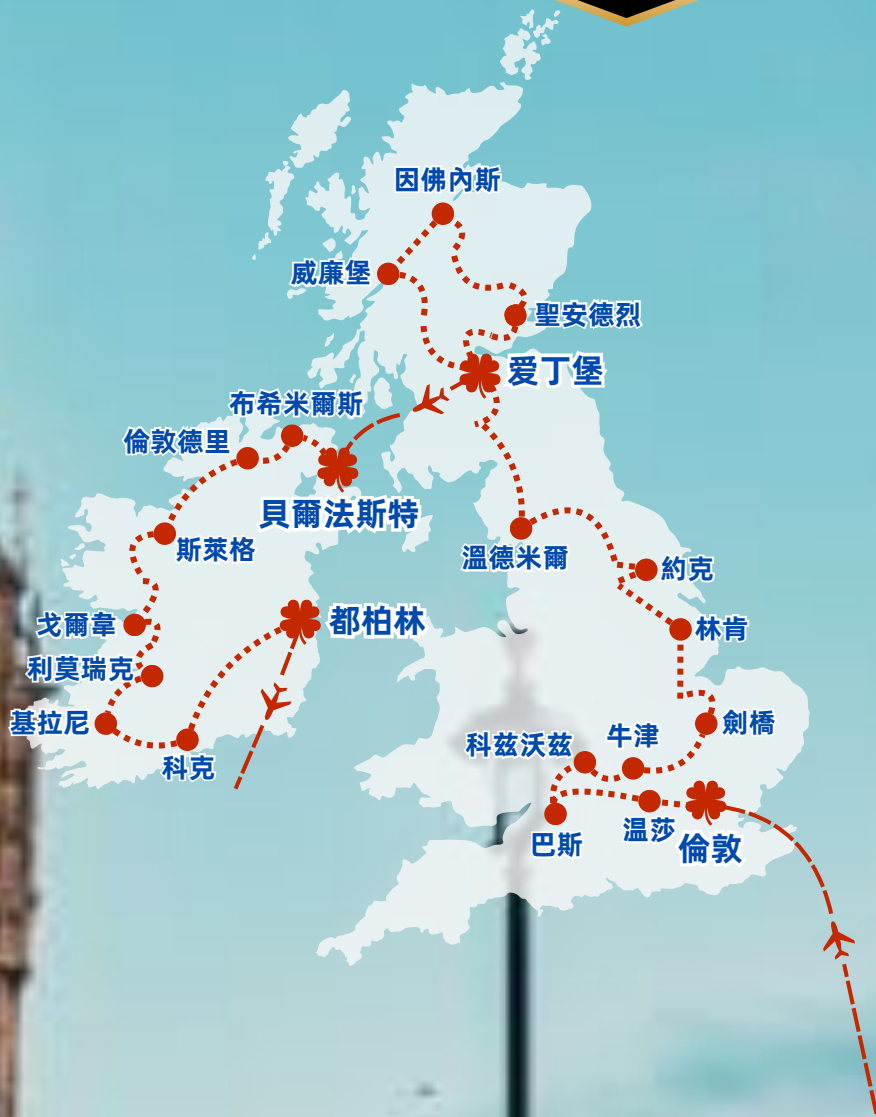 因佛內斯
威廉堡
聖安德烈
爱丁堡
布希米爾斯
倫敦德里
貝爾法斯特
斯萊格
溫德米爾
約克
戈爾韋
都柏林
林肯
利莫瑞克
基拉尼
科克
科兹沃兹
牛津
劍橋
巴斯
温莎
倫敦